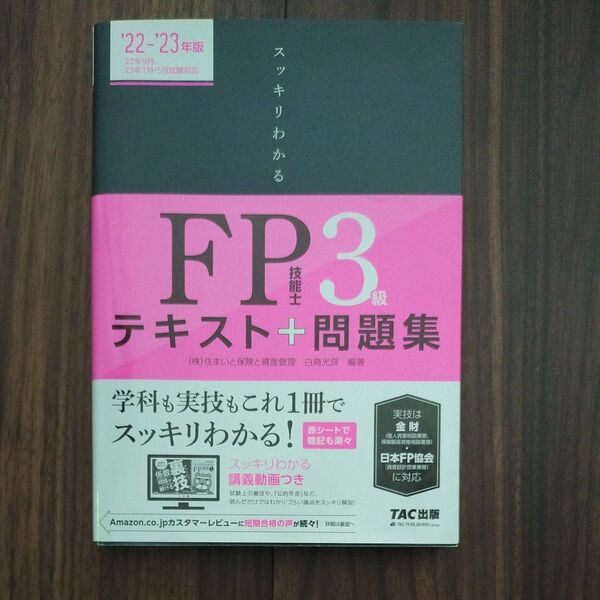 '22-'23年版
22年9月、
23年1月・5月試験対応
スッキリわかる
FP技能士3級
テキスト+問題集
(株)住まいと保険と資産管理 白鳥光良 編著
学科も実技もこれ1冊で
スッキリわかる!
赤シートで
暗記も楽々
スッキリわかる
講義動画つき
試験上の裏技や、「公的年金」など、
読んだだけではわかりづらい論点をスッキリ解説!
裏技
Amazon.co.jpカスタマーレビューに短期合格の声が続々!
詳細は裏面へ
実技は
金財
(個人資産相談業務、
保険顧客資産相談業務)
+
日本FP協会
(資産設計提案業務)
に対応
TAC出版
TAC PUBLISHING Group